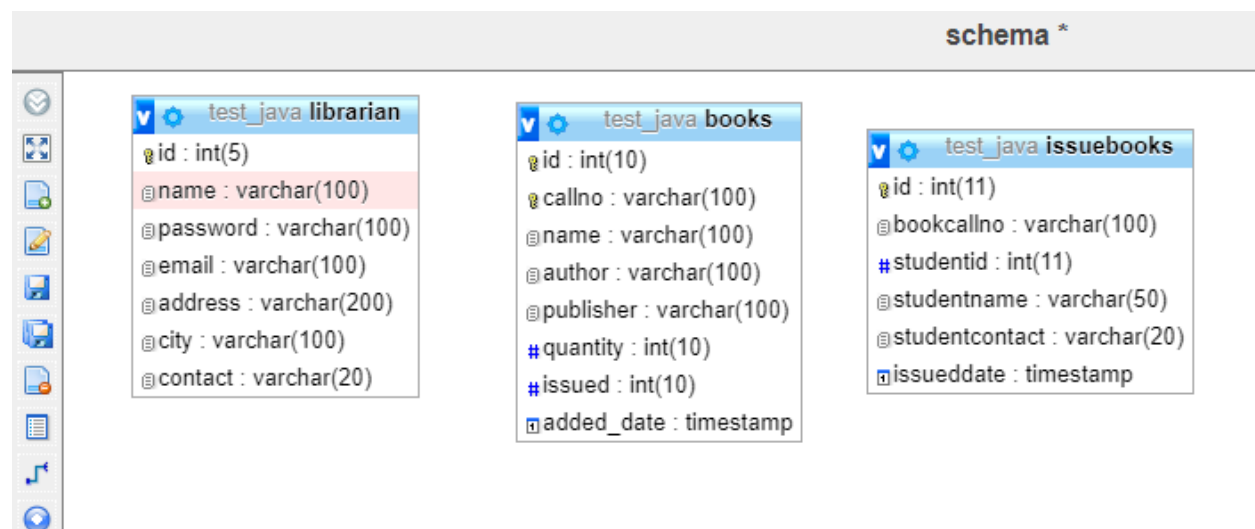 schema *
test_java librarian
id : int(5)
name : varchar(100)
password : varchar(100)
email : varchar(100)
address : varchar(200)
city : varchar(100)
contact : varchar(20)
test_java books
id : int(10)
callno : varchar(100)
name : varchar(100)
author : varchar(100)
publisher : varchar(100)
# quantity : int(10)
# issued : int(10)
added_date : timestamp
test_java issuebooks
id : int(11)
bookcallno : varchar(100)
# studentid : int(11)
studentname : varchar(50)
studentcontact : varchar(20)
issueddate : timestamp